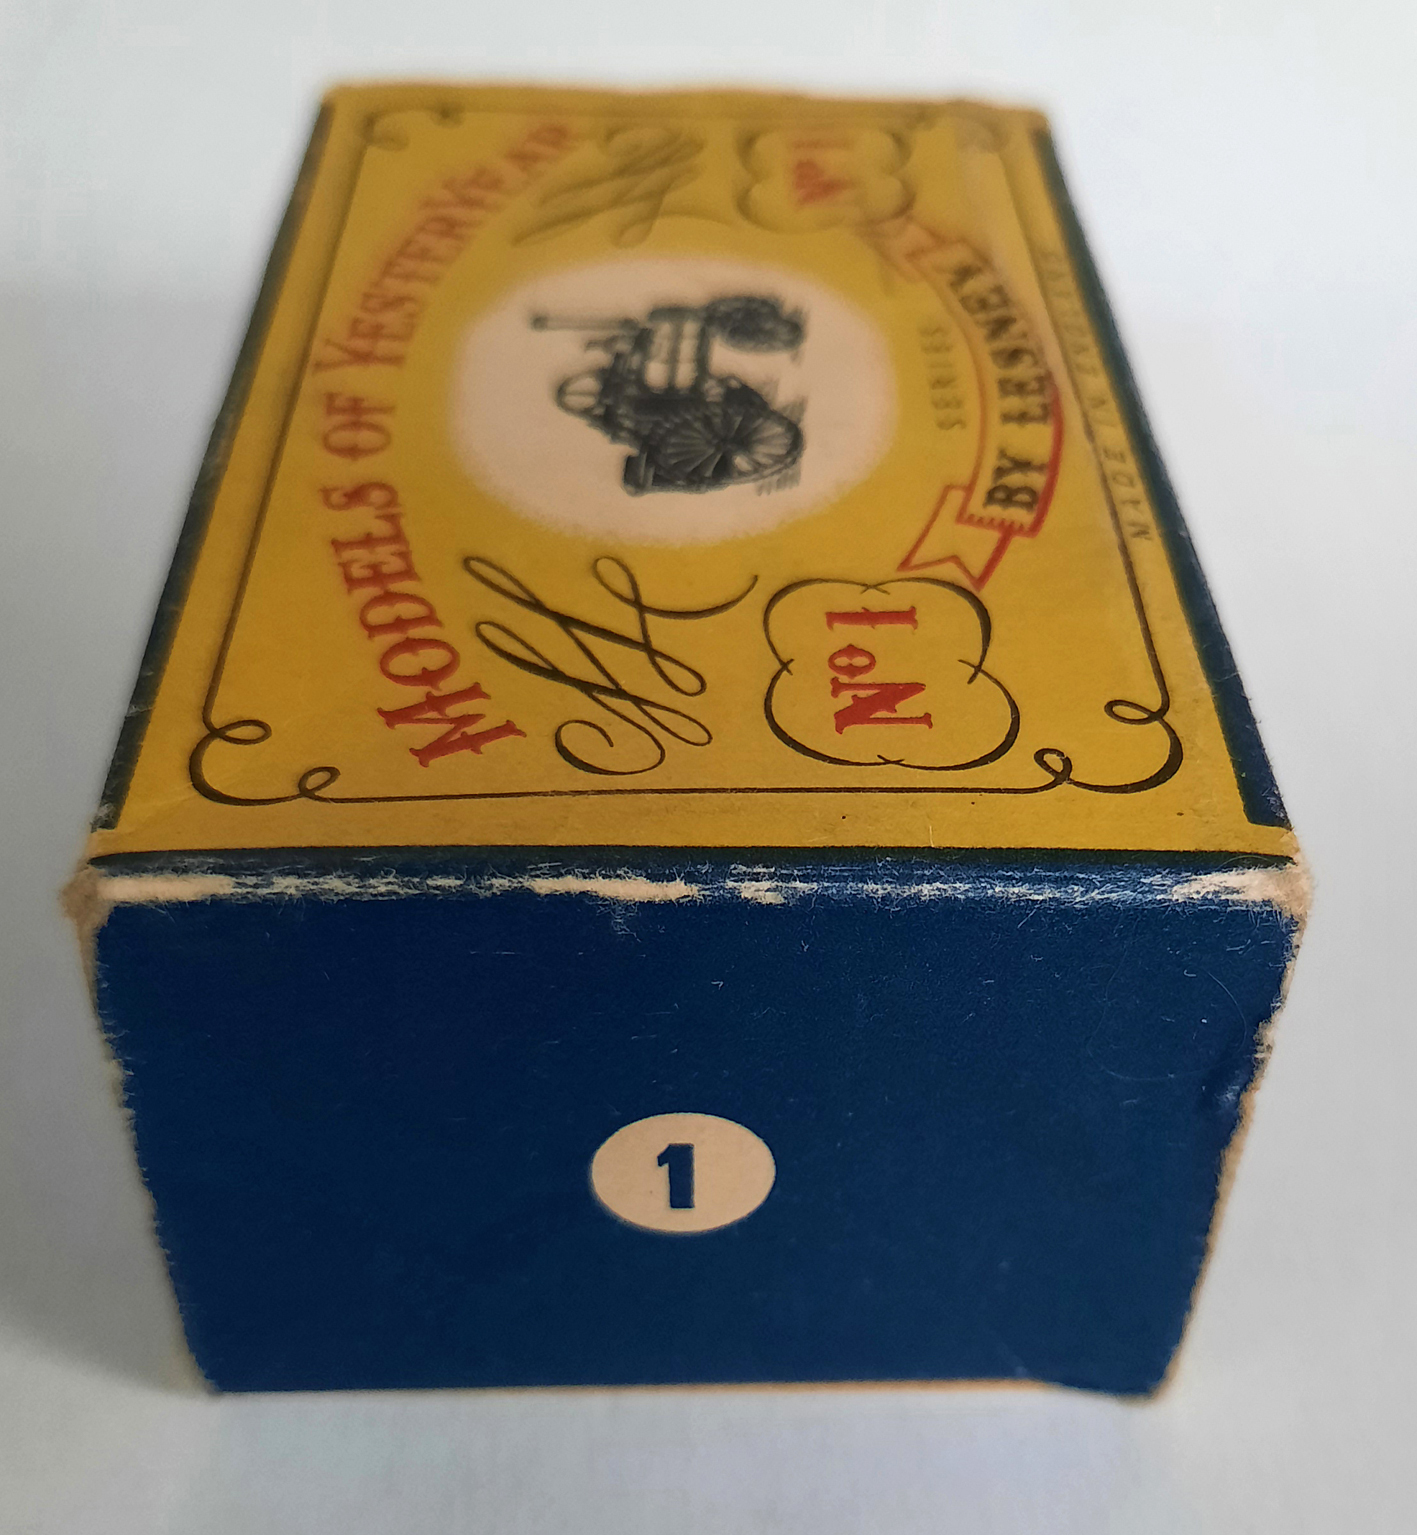 MODELS OF YESTERYEAR
No 1
No 1
SERIES
BY LESNEY
MADE IN ENGLAND
1